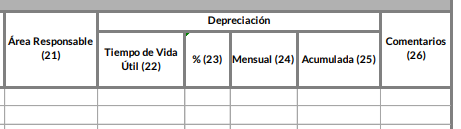 Depreciación
Área Responsable
(21)
Tiempo de Vida
Útil (22)
% (23)
Mensual (24)
Acumulada (25)
Comentarios
(26)